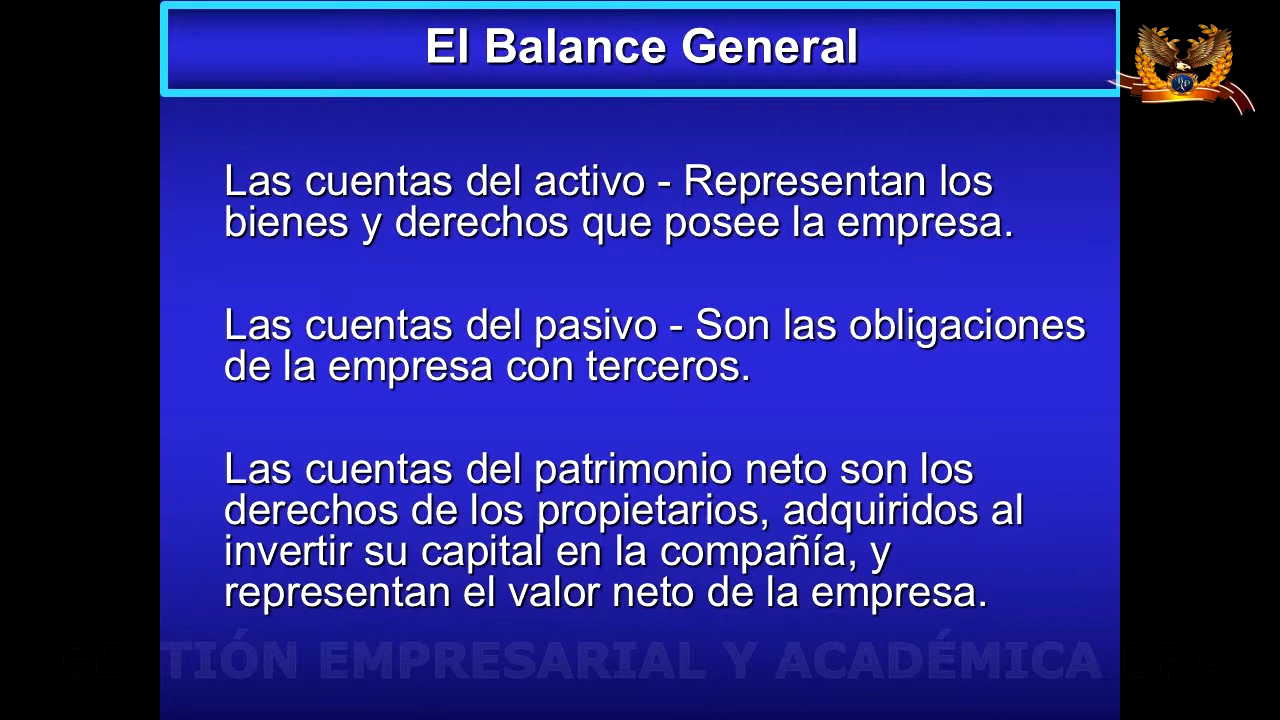 El Balance General
Las cuentas del activo - Representan los
bienes y derechos que posee la empresa.
Las cuentas del pasivo - Son las obligaciones
de la empresa con terceros.
Las cuentas del patrimonio neto son los
derechos de los propietarios, adquiridos al
invertir su capital en la compañía, y
representan el valor neto de la empresa.
GESTIÓN EMPRESARIAL Y ACADÉMICA